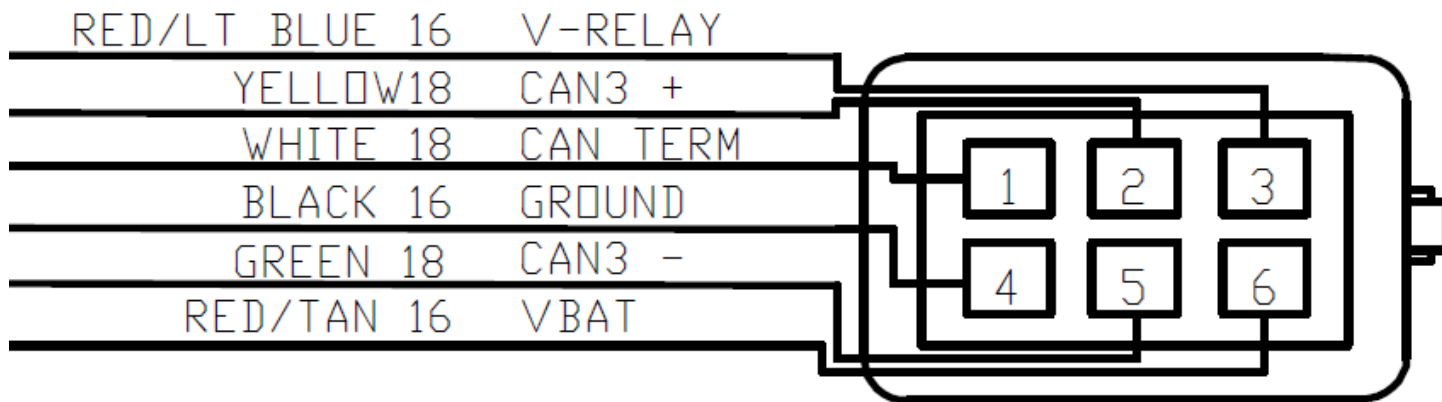 RED/LT BLUE 16 V-RELAY
YELLOW18 CAN3 +
WHITE 18 CAN TERM
BLACK 16 GROUND
GREEN 18 CAN3 -
RED/TAN 16 VBAT
1 2 3
4 5 6